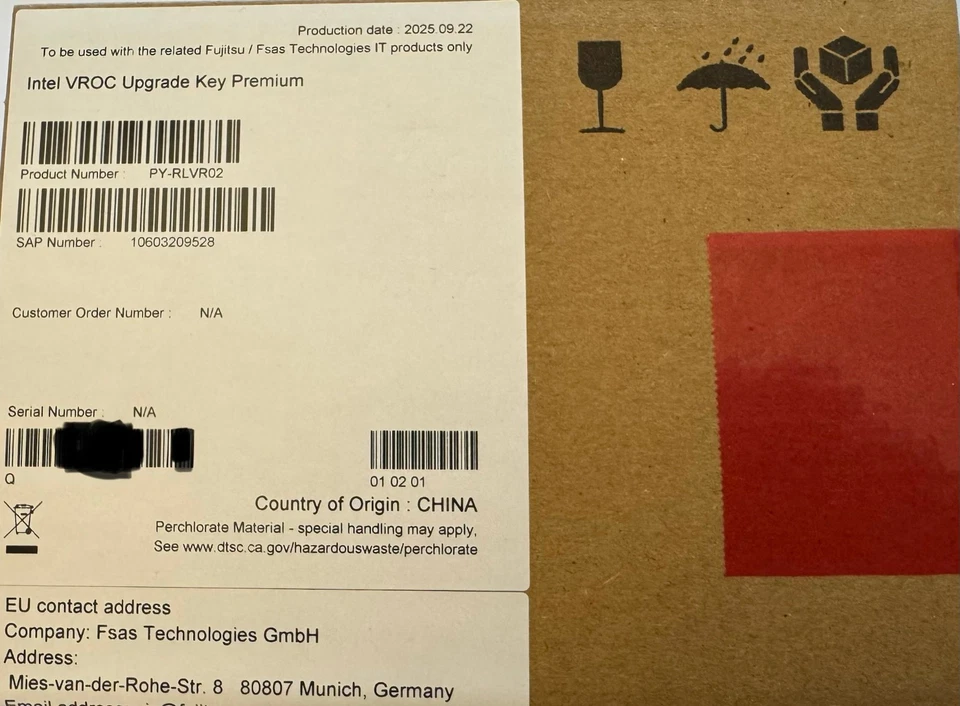 Production date : 2025.09.22
To be used with the related Fujitsu / Fsas Technologies IT products only
Intel VROC Upgrade Key Premium
Product Number : PY-RLVR02
SAP Number : 10603209528
Customer Order Number : N/A
Serial Number : N/A
Q
01 02 01
Country of Origin : CHINA
Perchlorate Material - special handling may apply,
See www.dtsc.ca.gov/hazardouswaste/perchlorate
EU contact address
Company: Fsas Technologies GmbH
Address:
Mies-van-der-Rohe-Str. 8 80807 Munich, Germany